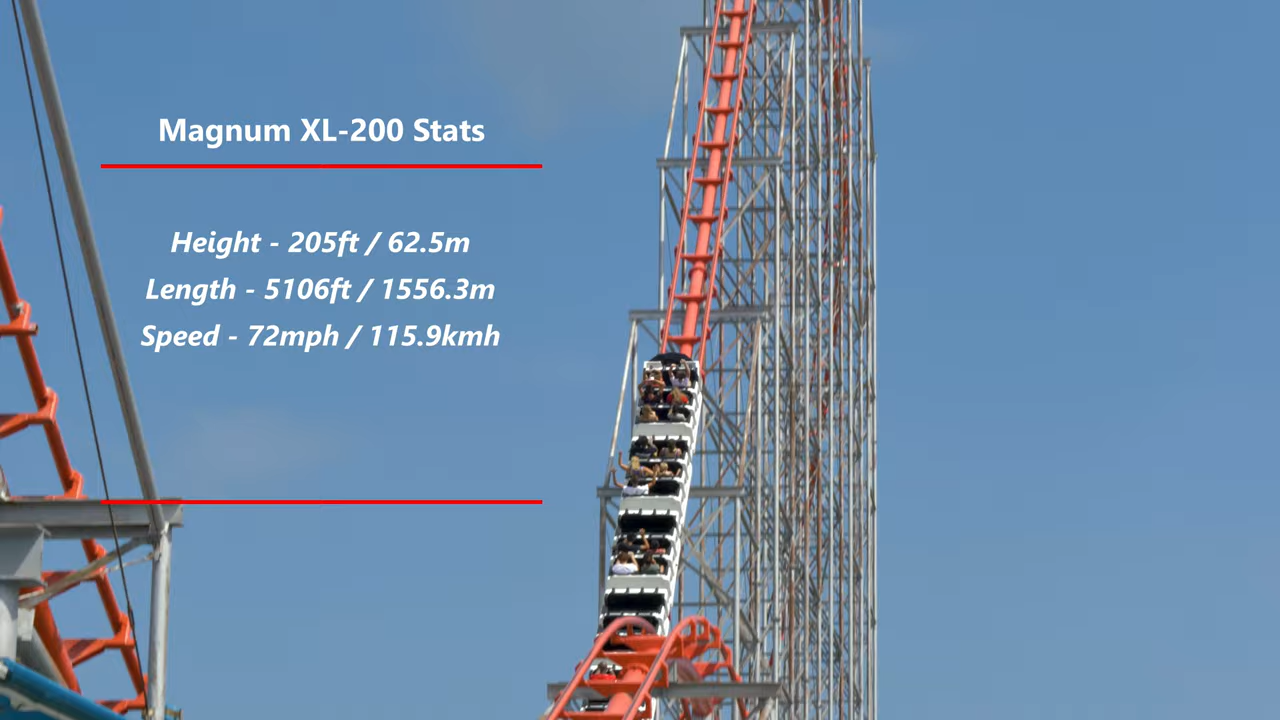 Magnum XL-200 Stats
Height - 205ft / 62.5m
Length - 5106ft / 1556.3m
Speed - 72mph / 115.9kmh